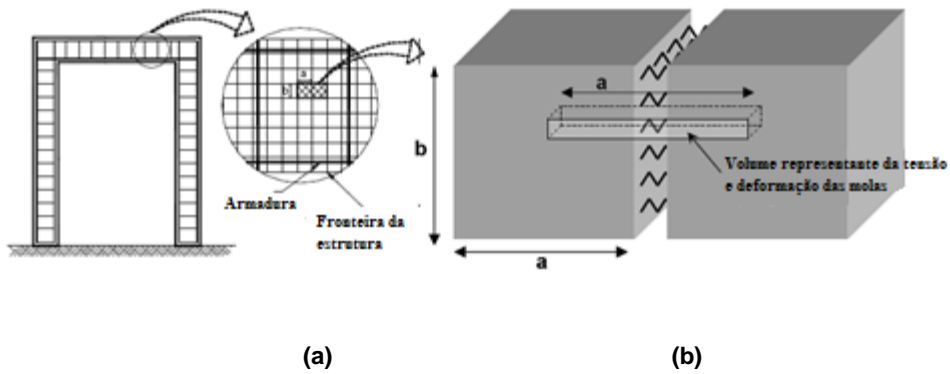 a
b
Armadura
Fronteira da
estrutura
a
b
Volume representante da tensão
e deformação das molas
a
(a)
(b)